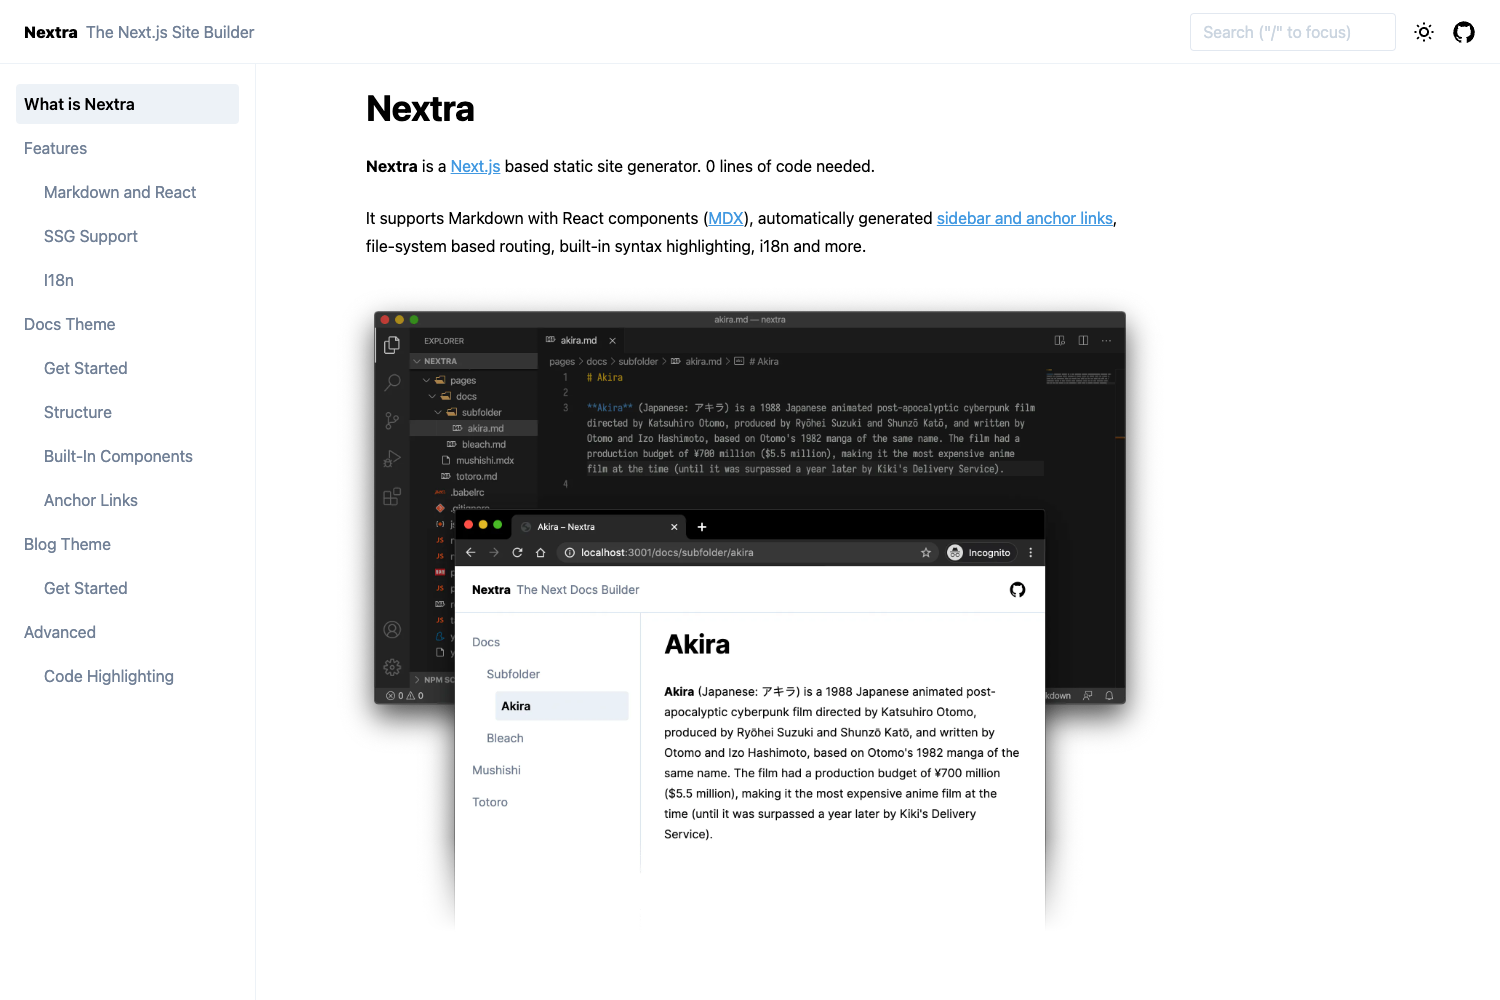 Nextra The Next.js Site Builder
Search ("/" to focus)
What is Nextra
Features
Markdown and React
SSG Support
I18n
Docs Theme
Get Started
Structure
Built-In Components
Anchor Links
Blog Theme
Get Started
Advanced
Code Highlighting
Nextra
Nextra is a Next.js based static site generator. 0 lines of code needed.
It supports Markdown with React components (MDX), automatically generated sidebar and anchor links,
file-system based routing, built-in syntax highlighting, i18n and more.
akira.md — nextra
EXPLORER
NEXTRA
pages
docs
subfolder
akira.md
bleach.md
mushishi.mdx
totoro.md
.babelrc
.gitignore
NPM SC
0 0
akira.md
pages > docs > subfolder > akira.md > # Akira
1 # Akira
2
3 **Akira** (Japanese: アキラ) is a 1988 Japanese animated post-apocalyptic cyberpunk film
directed by Katsuhiro Otomo, produced by Ryōhei Suzuki and Shunzō Katō, and written by
Otomo and Izo Hashimoto, based on Otomo's 1982 manga of the same name. The film had a
production budget of ¥700 million ($5.5 million), making it the most expensive anime
film at the time (until it was surpassed a year later by Kiki's Delivery Service).
4
kdown
Akira – Nextra
localhost:3001/docs/subfolder/akira
Incognito
Nextra The Next Docs Builder
Docs
Subfolder
Akira
Bleach
Mushishi
Totoro
Akira
Akira (Japanese: アキラ) is a 1988 Japanese animated post-
apocalyptic cyberpunk film directed by Katsuhiro Otomo,
produced by Ryōhei Suzuki and Shunzō Katō, and written by
Otomo and Izo Hashimoto, based on Otomo's 1982 manga of the
same name. The film had a production budget of ¥700 million
($5.5 million), making it the most expensive anime film at the
time (until it was surpassed a year later by Kiki's Delivery
Service).